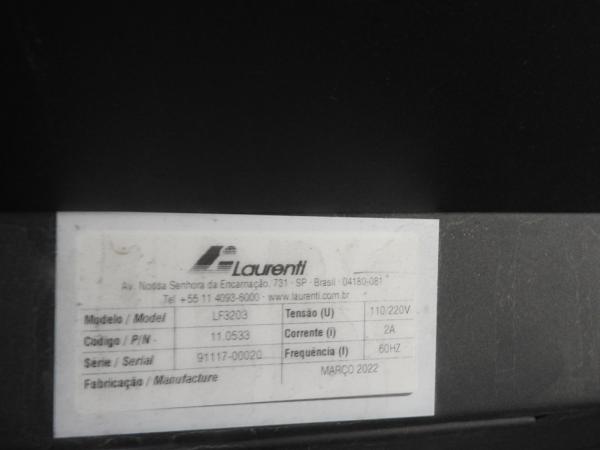 Laurenti
Av. Nossa Senhora da Encarnação, 731 - SP - Brasil - 04180-081
Tel +55 11 4093-6000 - www.laurenti.com.br
Modelo / Model LF3203 Tensão (U) 110/220V
Código / P/N 11.0533 Corrente (i) 2A
Série / Serial 91117-00020 Frequência (f) 60HZ
Fabricação / Manufacture MARÇO 2022